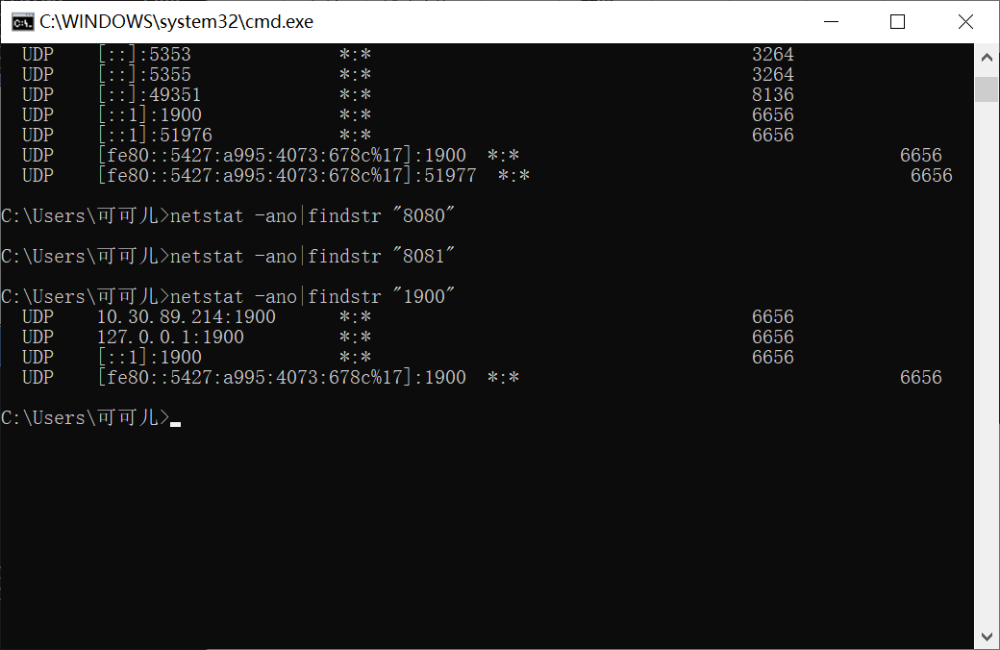 C:\WINDOWS\system32\cmd.exe
UDP [::]:5353 *:* 3264
UDP [::]:5355 *:* 3264
UDP [::]:49351 *:* 8136
UDP [::1]:1900 *:* 6656
UDP [::1]:51976 *:* 6656
UDP [fe80::5427:a995:4073:678c%17]:1900 *:* 6656
UDP [fe80::5427:a995:4073:678c%17]:51977 *:* 6656
C:\Users\可可儿>netstat -ano|findstr "8080"
C:\Users\可可儿>netstat -ano|findstr "8081"
C:\Users\可可儿>netstat -ano|findstr "1900"
UDP 10.30.89.214:1900 *:* 6656
UDP 127.0.0.1:1900 *:* 6656
UDP [::1]:1900 *:* 6656
UDP [fe80::5427:a995:4073:678c%17]:1900 *:* 6656
C:\Users\可可儿>